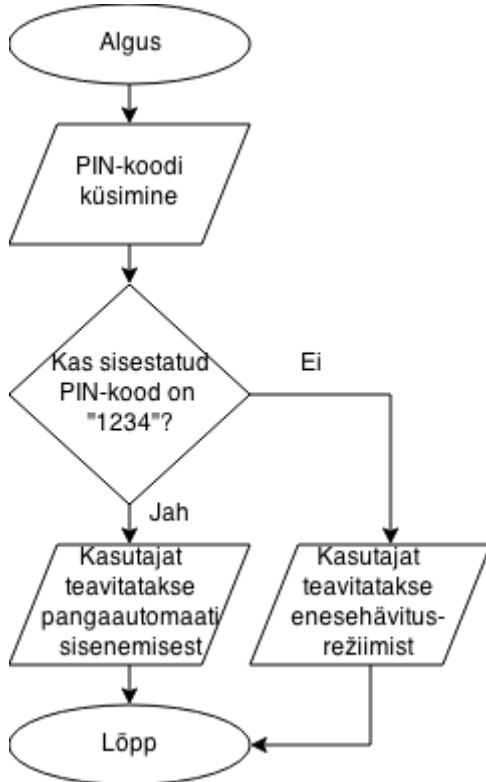 Algus
PIN-koodi
küsimine
Kas sisestatud
PIN-kood on
"1234"?
Ei
Jah
Kasutajat
teavitatakse
pangaautomaati
sisenemisest
Kasutajat
teavitatakse
enesehävitus-
režiimist
Lõpp